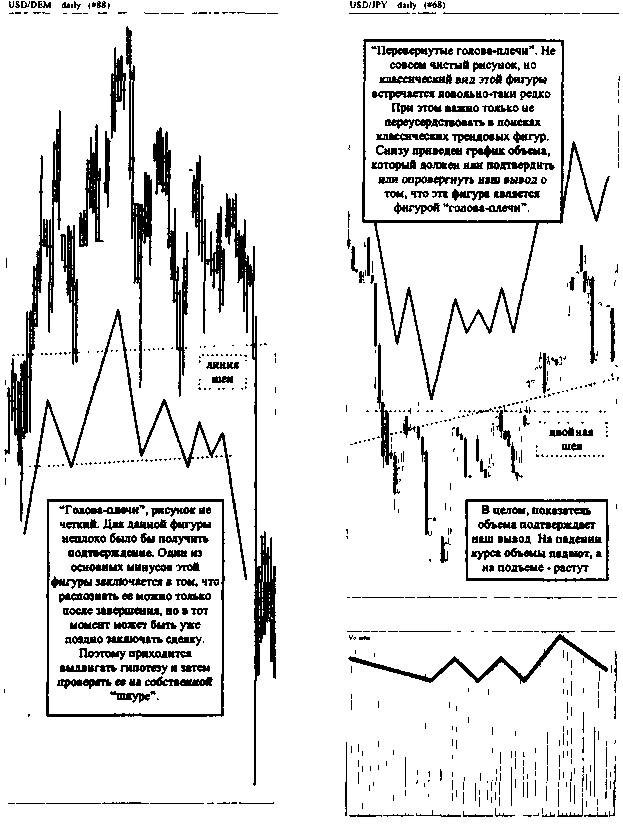 USD/DEM daily (#88)
линия
шеи
"Голова-плечи", рисунок не
четкий. Для данной фигуры
неплохо было бы получить
подтверждение. Один из
основных минусов этой
фигуры заключается в том, что
распознать ее можно только
после завершения, но в тот
момент может быть уже
поздно заключать сделку.
Поэтому приходится
выдвигать гипотезу и затем
проверять ее на собственной
"шкуре".
USD/JPY daily (#68)
"Перевернутые голова-плечи". Не
совсем чистый рисунок, но
классический вид этой фигуры
встречается довольно-таки редко
При этом важно только не
переусердствовать в поисках
классических трендовых фигур.
Снизу приведен график объема,
который должен или подтвердить
или опровергнуть наш вывод о
том, что эта фигура является
фигурой "голова-плечи".
двойная
шея
В целом, показатель
объема подтверждает
наш вывод. На падении
курса объемы падают, а
на подъеме - растут
Volume